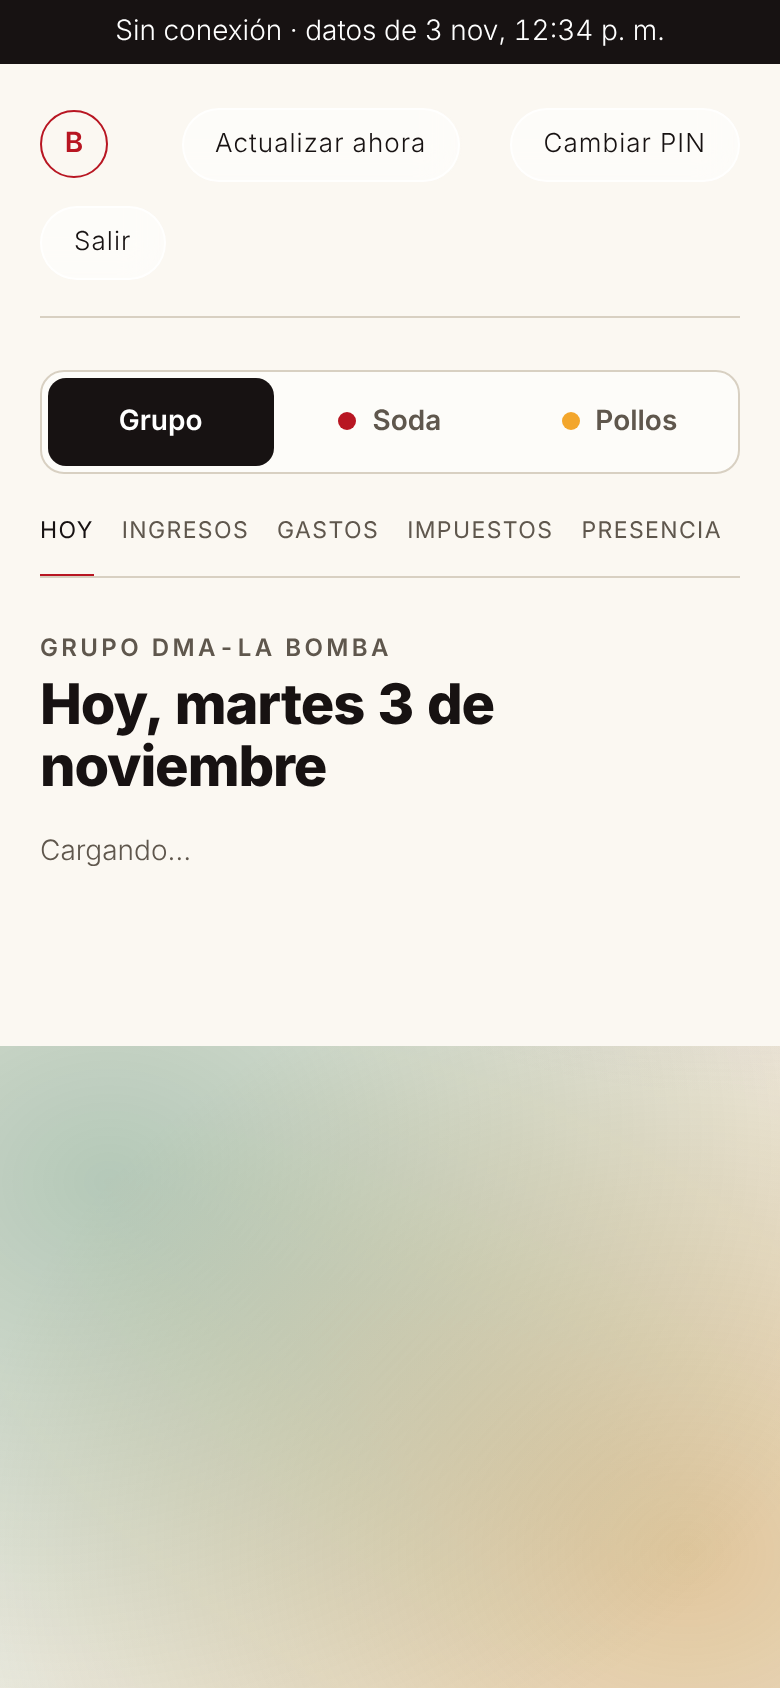 Sin conexión · datos de 3 nov, 12:34 p. m.
B
Actualizar ahora
Cambiar PIN
Salir
Grupo
Soda
Pollos
HOY
INGRESOS
GASTOS
IMPUESTOS
PRESENCIA
GRUPO DMA-LA BOMBA
Hoy, martes 3 de
noviembre
Cargando...